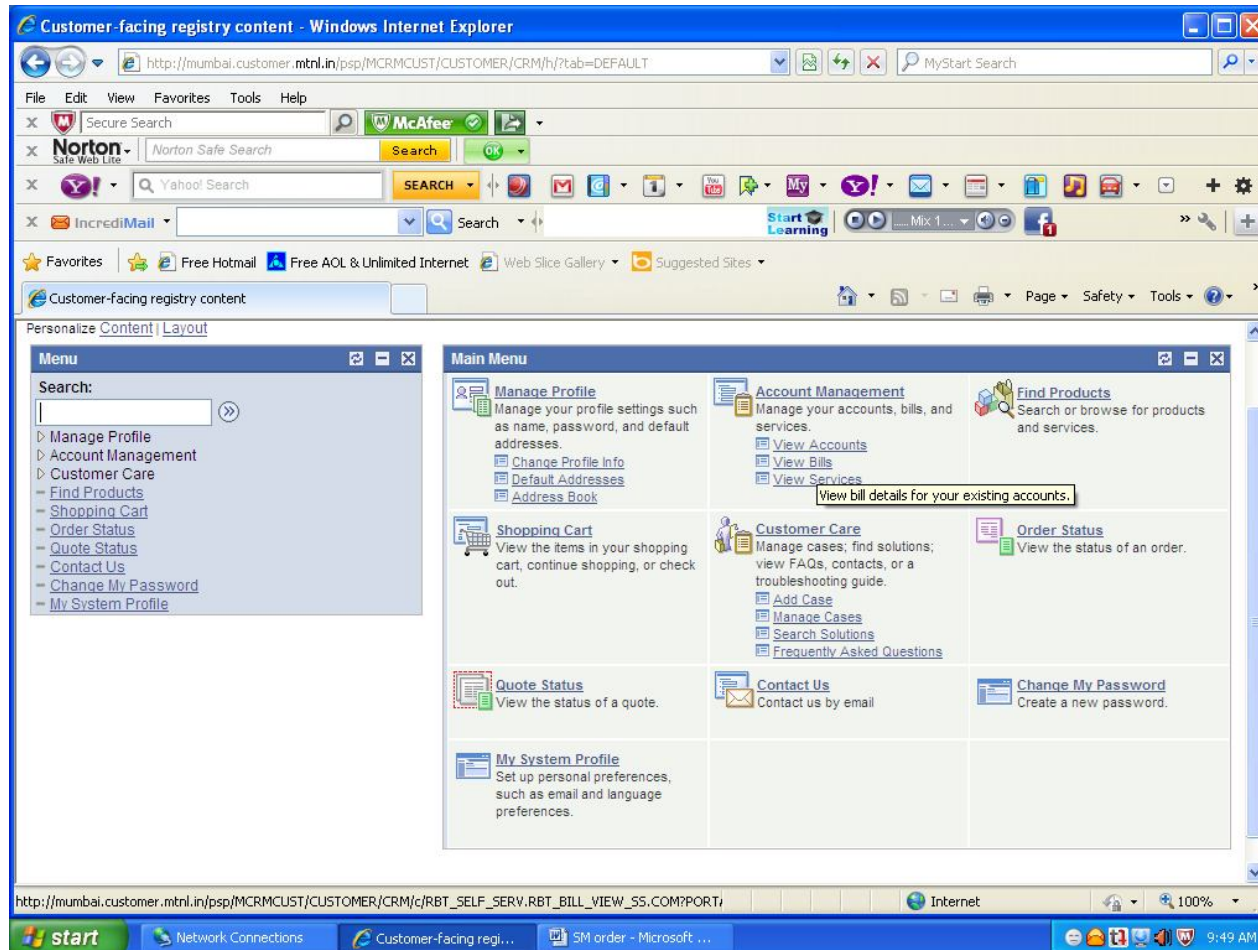 Customer-facing registry content - Windows Internet Explorer
http://mumbai.customer.mtnl.in/psp/MCRMCUST/CUSTOMER/CRM/h/?tab=DEFAULT
MyStart Search
File Edit View Favorites Tools Help
X Secure Search McAfee
X Norton Safe Web Lite Norton Safe Search Search OK
X Y! Yahoo! Search SEARCH 1 You Tube My Y!
X IncrediMail Search Start Learning ..... Mix 1... 1 »
Favorites Free Hotmail Free AOL & Unlimited Internet Web Slice Gallery Suggested Sites
Customer-facing registry content Page Safety Tools »
Personalize Content | Layout
Menu
Search:
Manage Profile
Account Management
Customer Care
Find Products
Shopping Cart
Order Status
Quote Status
Contact Us
Change My Password
My System Profile
Main Menu
Manage Profile
Manage your profile settings such
as name, password, and default
addresses.
Change Profile Info
Default Addresses
Address Book
Account Management
Manage your accounts, bills, and
services.
View Accounts
View Bills
View Services
View bill details for your existing accounts.
Find Products
Search or browse for products
and services.
Shopping Cart
View the items in your shopping
cart, continue shopping, or check
out.
Customer Care
Manage cases; find solutions;
view FAQs, contacts, or a
troubleshooting guide.
Add Case
Manage Cases
Search Solutions
Frequently Asked Questions
Order Status
View the status of an order.
Quote Status
View the status of a quote.
Contact Us
Contact us by email
Change My Password
Create a new password.
My System Profile
Set up personal preferences,
such as email and language
preferences.
http://mumbai.customer.mtnl.in/psp/MCRMCUST/CUSTOMER/CRM/c/RBT_SELF_SERV.RBT_BILL_VIEW_SS.COM?PORT Internet 100%
start Network Connections Customer-facing regi... SM order - Microsoft ... 9:49 AM